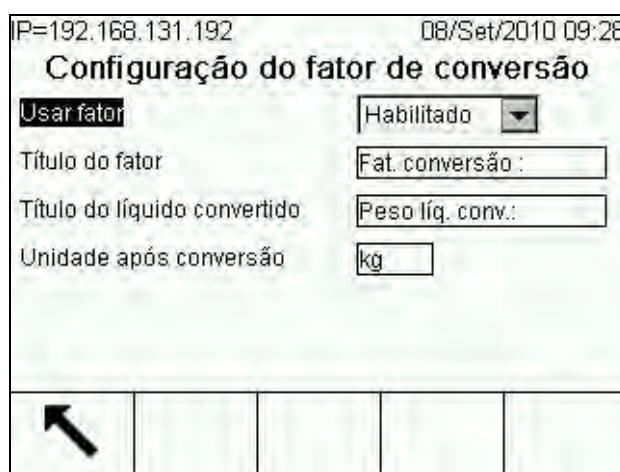 IP=192.168.131.192 08/Set/2010 09:28
Configuração do fator de conversão
Usar fator Habilitado
Título do fator Fat. conversão :
Título do líquido convertido Peso líq. conv.:
Unidade após conversão kg